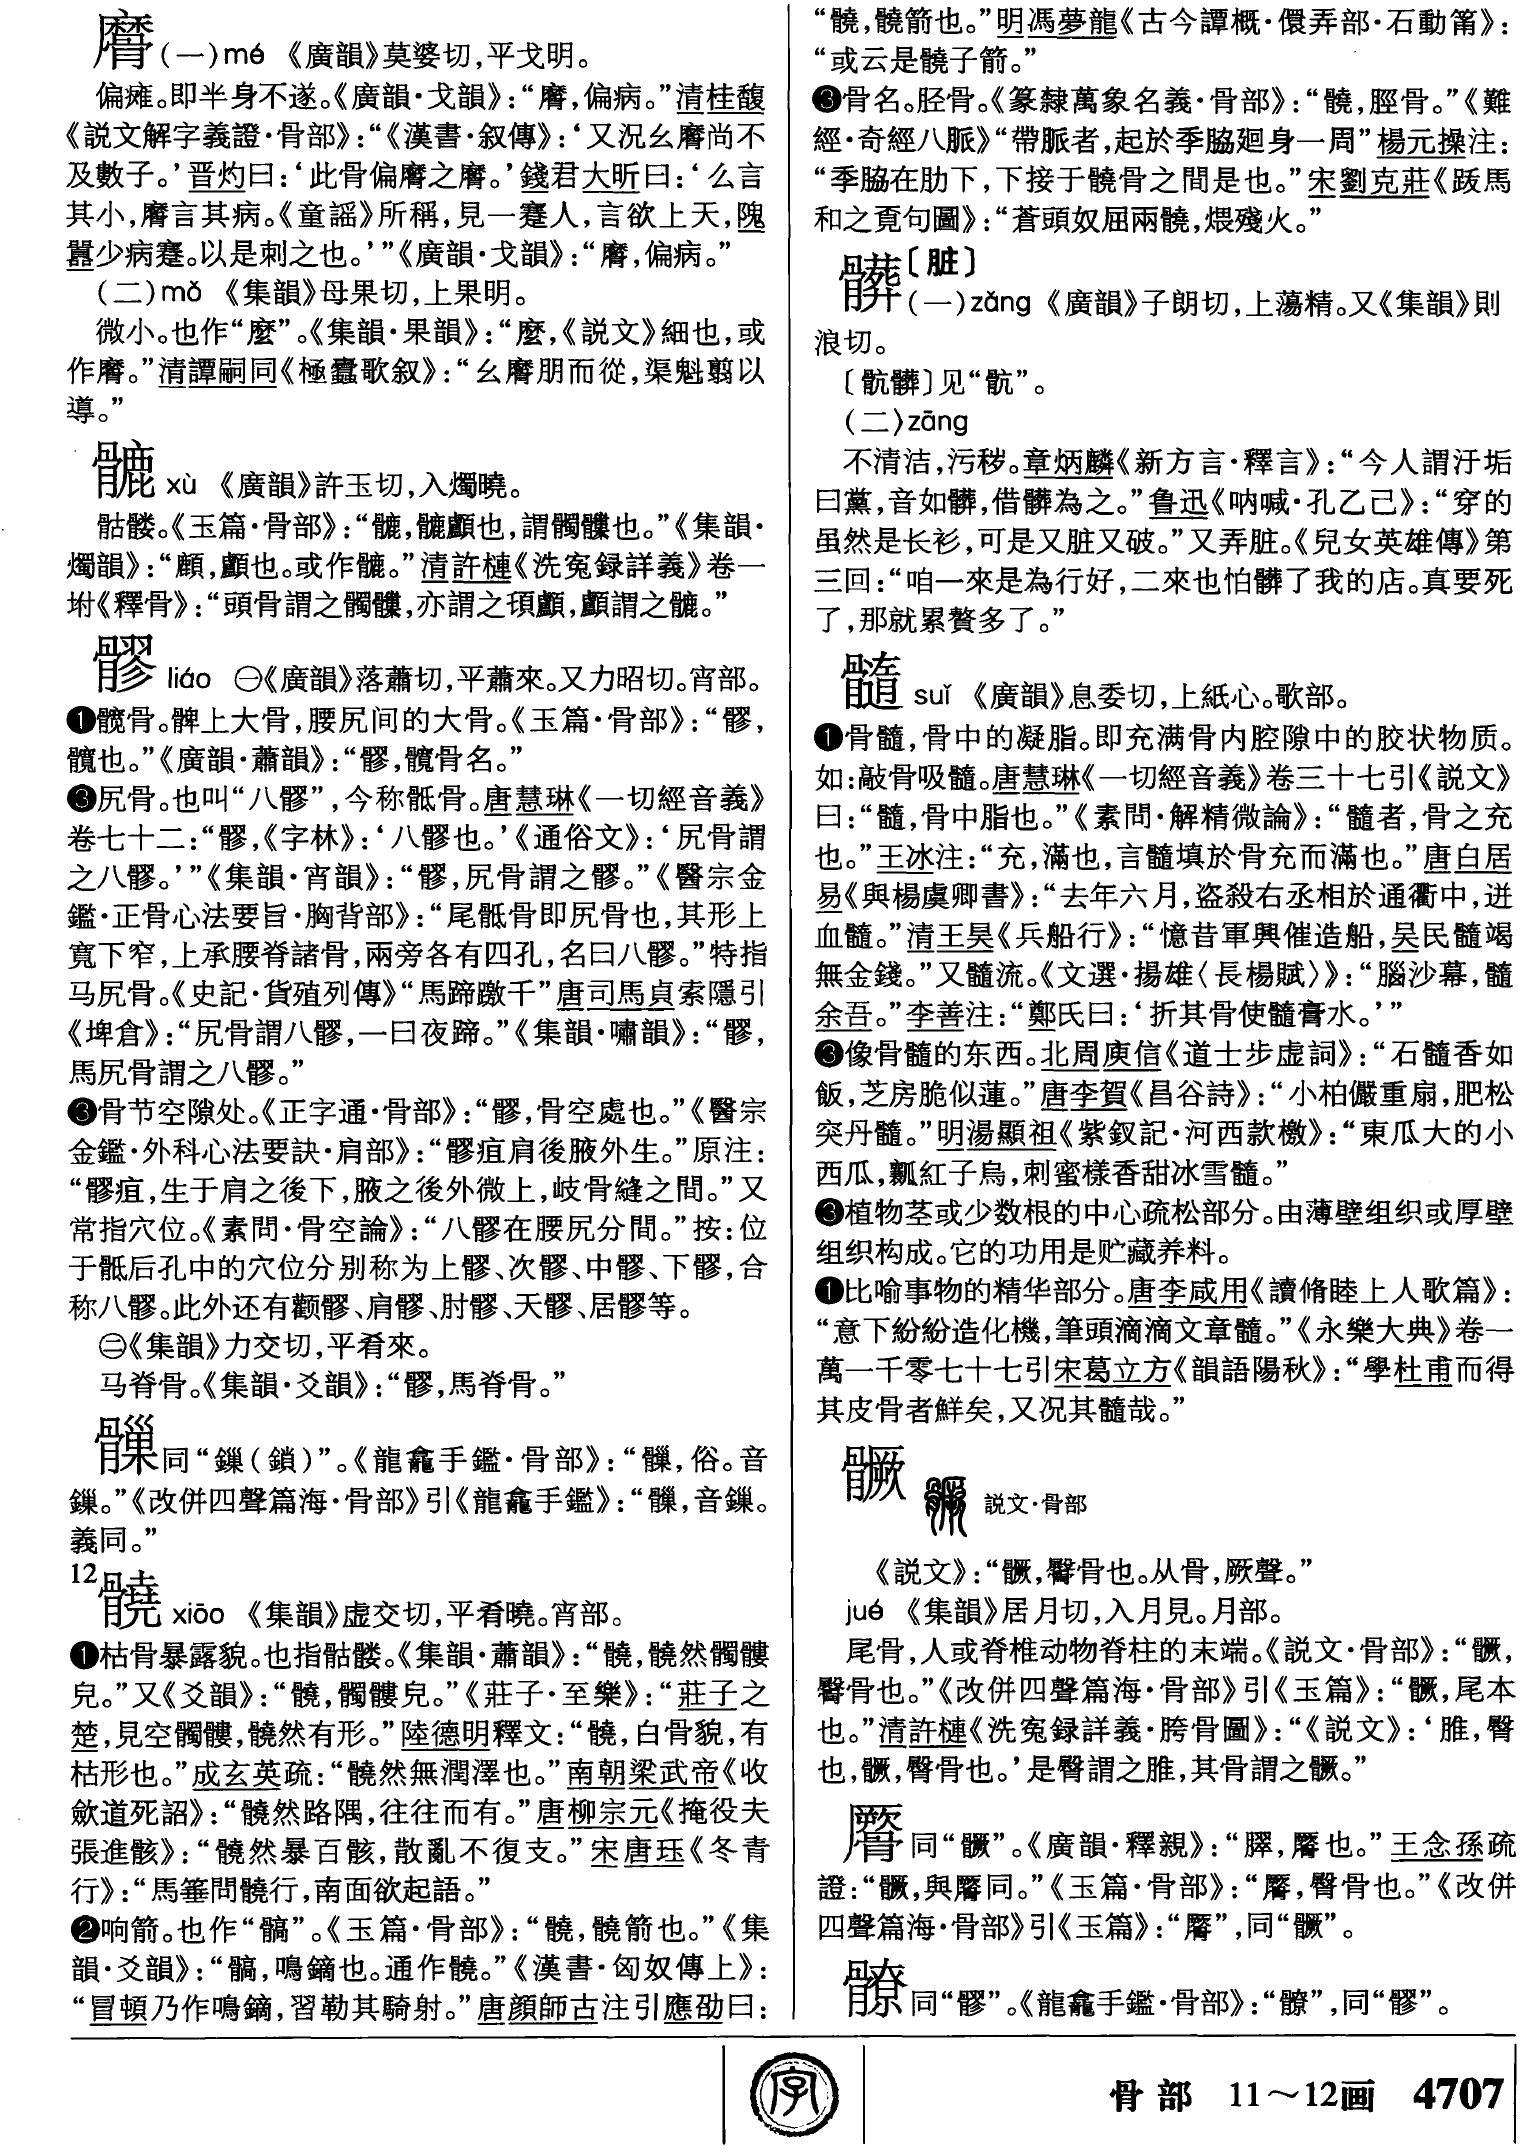 髍(一)mé 《廣韻》莫婆切,平戈明。
偏瘫。即半身不遂。《廣韻·戈韻》:“髍,偏病。”清桂馥
《説文解字義證·骨部》:“《漢書·叙傳》:‘又況幺髍尚不
及數子。’晋灼曰:‘此骨偏髍之髍。’錢君大昕曰:‘么言
其小,髍言其病。《童謡》所稱,見一蹇人,言欲上天,隗
囂少病蹇。以是刺之也。’”《廣韻·戈韻》:“髍,偏病。”
(二)mǒ 《集韻》母果切,上果明。
微小。也作“麼”。《集韻·果韻》:“麼,《説文》細也,或
作髍。”清譚嗣同《極蠹歌叙》:“幺髍朋而從,渠魁翦以
導。”
xù 《廣韻》許玉切,入燭曉。
骷髅。《玉篇·骨部》:“,顱也,謂髑髏也。”《集韻·
燭韻》:“頊,顱也。或作。”清許槤《洗冤録詳義》卷一
坿《釋骨》:“頭骨謂之髑髏,亦謂之顱,顱謂之。”
髎 liáo ㊀《廣韻》落蕭切,平蕭來。又力昭切。宵部。
❶髋骨。髀上大骨,腰尻间的大骨。《玉篇·骨部》:“髎,
髖也。”《廣韻·蕭韻》:“髎,髖骨名。”
❸尻骨。也叫“八髎”,今称骶骨。唐慧琳《一切經音義》
卷七十二:“髎,《字林》:‘八髎也。’《通俗文》:‘尻骨謂
之八髎。’”《集韻·宵韻》:“髎,尻骨謂之髎。”《醫宗金
鑑·正骨心法要旨·胸背部》:“尾骶骨即尻骨也,其形上
寬下窄,上承腰脊諸骨,兩旁各有四孔,名曰八髎。”特指
马尻骨。《史記·貨殖列傳》“馬蹄躈千”唐司馬貞索隱引
《埤倉》:“尻骨謂八髎,一曰夜蹄。”《集韻·嘯韻》:“髎,
馬尻骨謂之八髎。”
❸骨节空隙处。《正字通·骨部》:“髎,骨空處也。”《醫宗
金鑑·外科心法要訣·肩部》:“髎疽肩後腋外生。”原注:
“髎疽,生于肩之後下,腋之後外微上,岐骨縫之間。”又
常指穴位。《素問·骨空論》:“八髎在腰尻分間。”按:位
于骶后孔中的穴位分别称为上髎、次髎、中髎、下髎,合
称八髎。此外还有颧髎、肩髎、肘髎、天髎、居髎等。
㊁《集韻》力交切,平肴來。
马脊骨。《集韻·爻韻》:“髎,馬脊骨。”
同“鏁(鎖)”。《龍龕手鑑·骨部》:“,俗。音
鏁。”《改併四聲篇海·骨部》引《龍龕手鑑》:“,音鏁。
義同。”
12
髐 xiāo 《集韻》虚交切,平肴曉。宵部。
❶枯骨暴露貌。也指骷髅。《集韻·蕭韻》:“髐,髐然髑髏
皃。”又《爻韻》:“髐,髑髏皃。”《莊子·至樂》:“莊子之
楚,見空髑髏,髐然有形。”陸德明釋文:“髐,白骨貌,有
枯形也。”成玄英疏:“髐然無潤澤也。”南朝梁武帝《收
斂道死詔》:“髐然路隅,往往而有。”唐柳宗元《掩役夫
張進骸》:“髐然暴百骸,散亂不復支。”宋唐珏《冬青
行》:“馬箠問髐行,南面欲起語。”
❷响箭。也作“髇”。《玉篇·骨部》:“髐,髐箭也。”《集
韻·爻韻》:“髇,鳴鏑也。通作髐。”《漢書·匈奴傳上》:
“冒頓乃作鳴鏑,習勒其騎射。”唐顔師古注引應劭曰:
“髐,髐箭也。”明馮夢龍《古今譚概·儇弄部·石動筩》:
“或云是髐子箭。”
❸骨名。胫骨。《篆隸萬象名義·骨部》:“髐,脛骨。”《難
經·奇經八脈》“帶脈者,起於季脇廻身一周”楊元操注:
“季脇在肋下,下接于髐骨之間是也。”宋劉克莊《跋馬
和之覔句圖》:“蒼頭奴屈兩髐,煨殘火。”
髒〔脏〕
(一)zǎng 《廣韻》子朗切,上蕩精。又《集韻》則
浪切。
〔骯髒〕见“骯”。
(二)zāng
不清洁,污秽。章炳麟《新方言·釋言》:“今人謂汙垢
曰黨,音如髒,借髒為之。”鲁迅《呐喊·孔乙己》:“穿的
虽然是长衫,可是又脏又破。”又弄脏。《兒女英雄傳》第
三回:“咱一來是為行好,二來也怕髒了我的店。真要死
了,那就累贅多了。”
髓 suǐ 《廣韻》息委切,上紙心。歌部。
❶骨髓,骨中的凝脂。即充满骨内腔隙中的胶状物质。
如:敲骨吸髓。唐慧琳《一切經音義》卷三十七引《説文》
曰:“髓,骨中脂也。”《素問·解精微論》:“髓者,骨之充
也。”王冰注:“充,滿也,言髓填於骨充而滿也。”唐白居
易《與楊虞卿書》:“去年六月,盗殺右丞相於通衢中,迸
血髓。”清王昊《兵船行》:“憶昔軍興催造船,吴民髓竭
無金錢。”又髓流。《文選·揚雄〈長楊賦〉》:“腦沙幕,髓
余吾。”李善注:“鄭氏曰:‘折其骨使髓膏水。’”
❸像骨髓的东西。北周庾信《道士步虚詞》:“石髓香如
飯,芝房脆似蓮。”唐李賀《昌谷詩》:“小柏儼重扇,肥松
突丹髓。”明湯顯祖《紫釵記·河西款檄》:“東瓜大的小
西瓜,瓤紅子烏,刺蜜樣香甜冰雪髓。”
❸植物茎或少数根的中心疏松部分。由薄壁组织或厚壁
组织构成。它的功用是贮藏养料。
❶比喻事物的精华部分。唐李咸用《讀脩睦上人歌篇》:
“意下紛紛造化機,筆頭滴滴文章髓。”《永樂大典》卷一
萬一千零七十七引宋葛立方《韻語陽秋》:“學杜甫而得
其皮骨者鮮矣,又况其髓哉。”
髋 説文·骨部
《説文》:“𩪗,臀骨也。从骨,厥聲。”
jué 《集韻》居月切,入月見。月部。
尾骨,人或脊椎动物脊柱的末端。《説文·骨部》:“𩪗,
臀骨也。”《改併四聲篇海·骨部》引《玉篇》:“𩪗,尾本
也。”清許槤《洗冤録詳義·胯骨圖》:“《説文》:‘脽,臀
也,𩪗,臀骨也。’是臀謂之脽,其骨謂之𩪗。”
同“𩪗”。《廣韻·釋親》:“,也。”王念孫疏
證:“𩪗,與同。”《玉篇·骨部》:“,臀骨也。”《改併
四聲篇海·骨部》引《玉篇》:“”,同“𩪗”。
同“髎”。《龍龕手鑑·骨部》:“”,同“髎”。
字
骨部 11～12画 4707